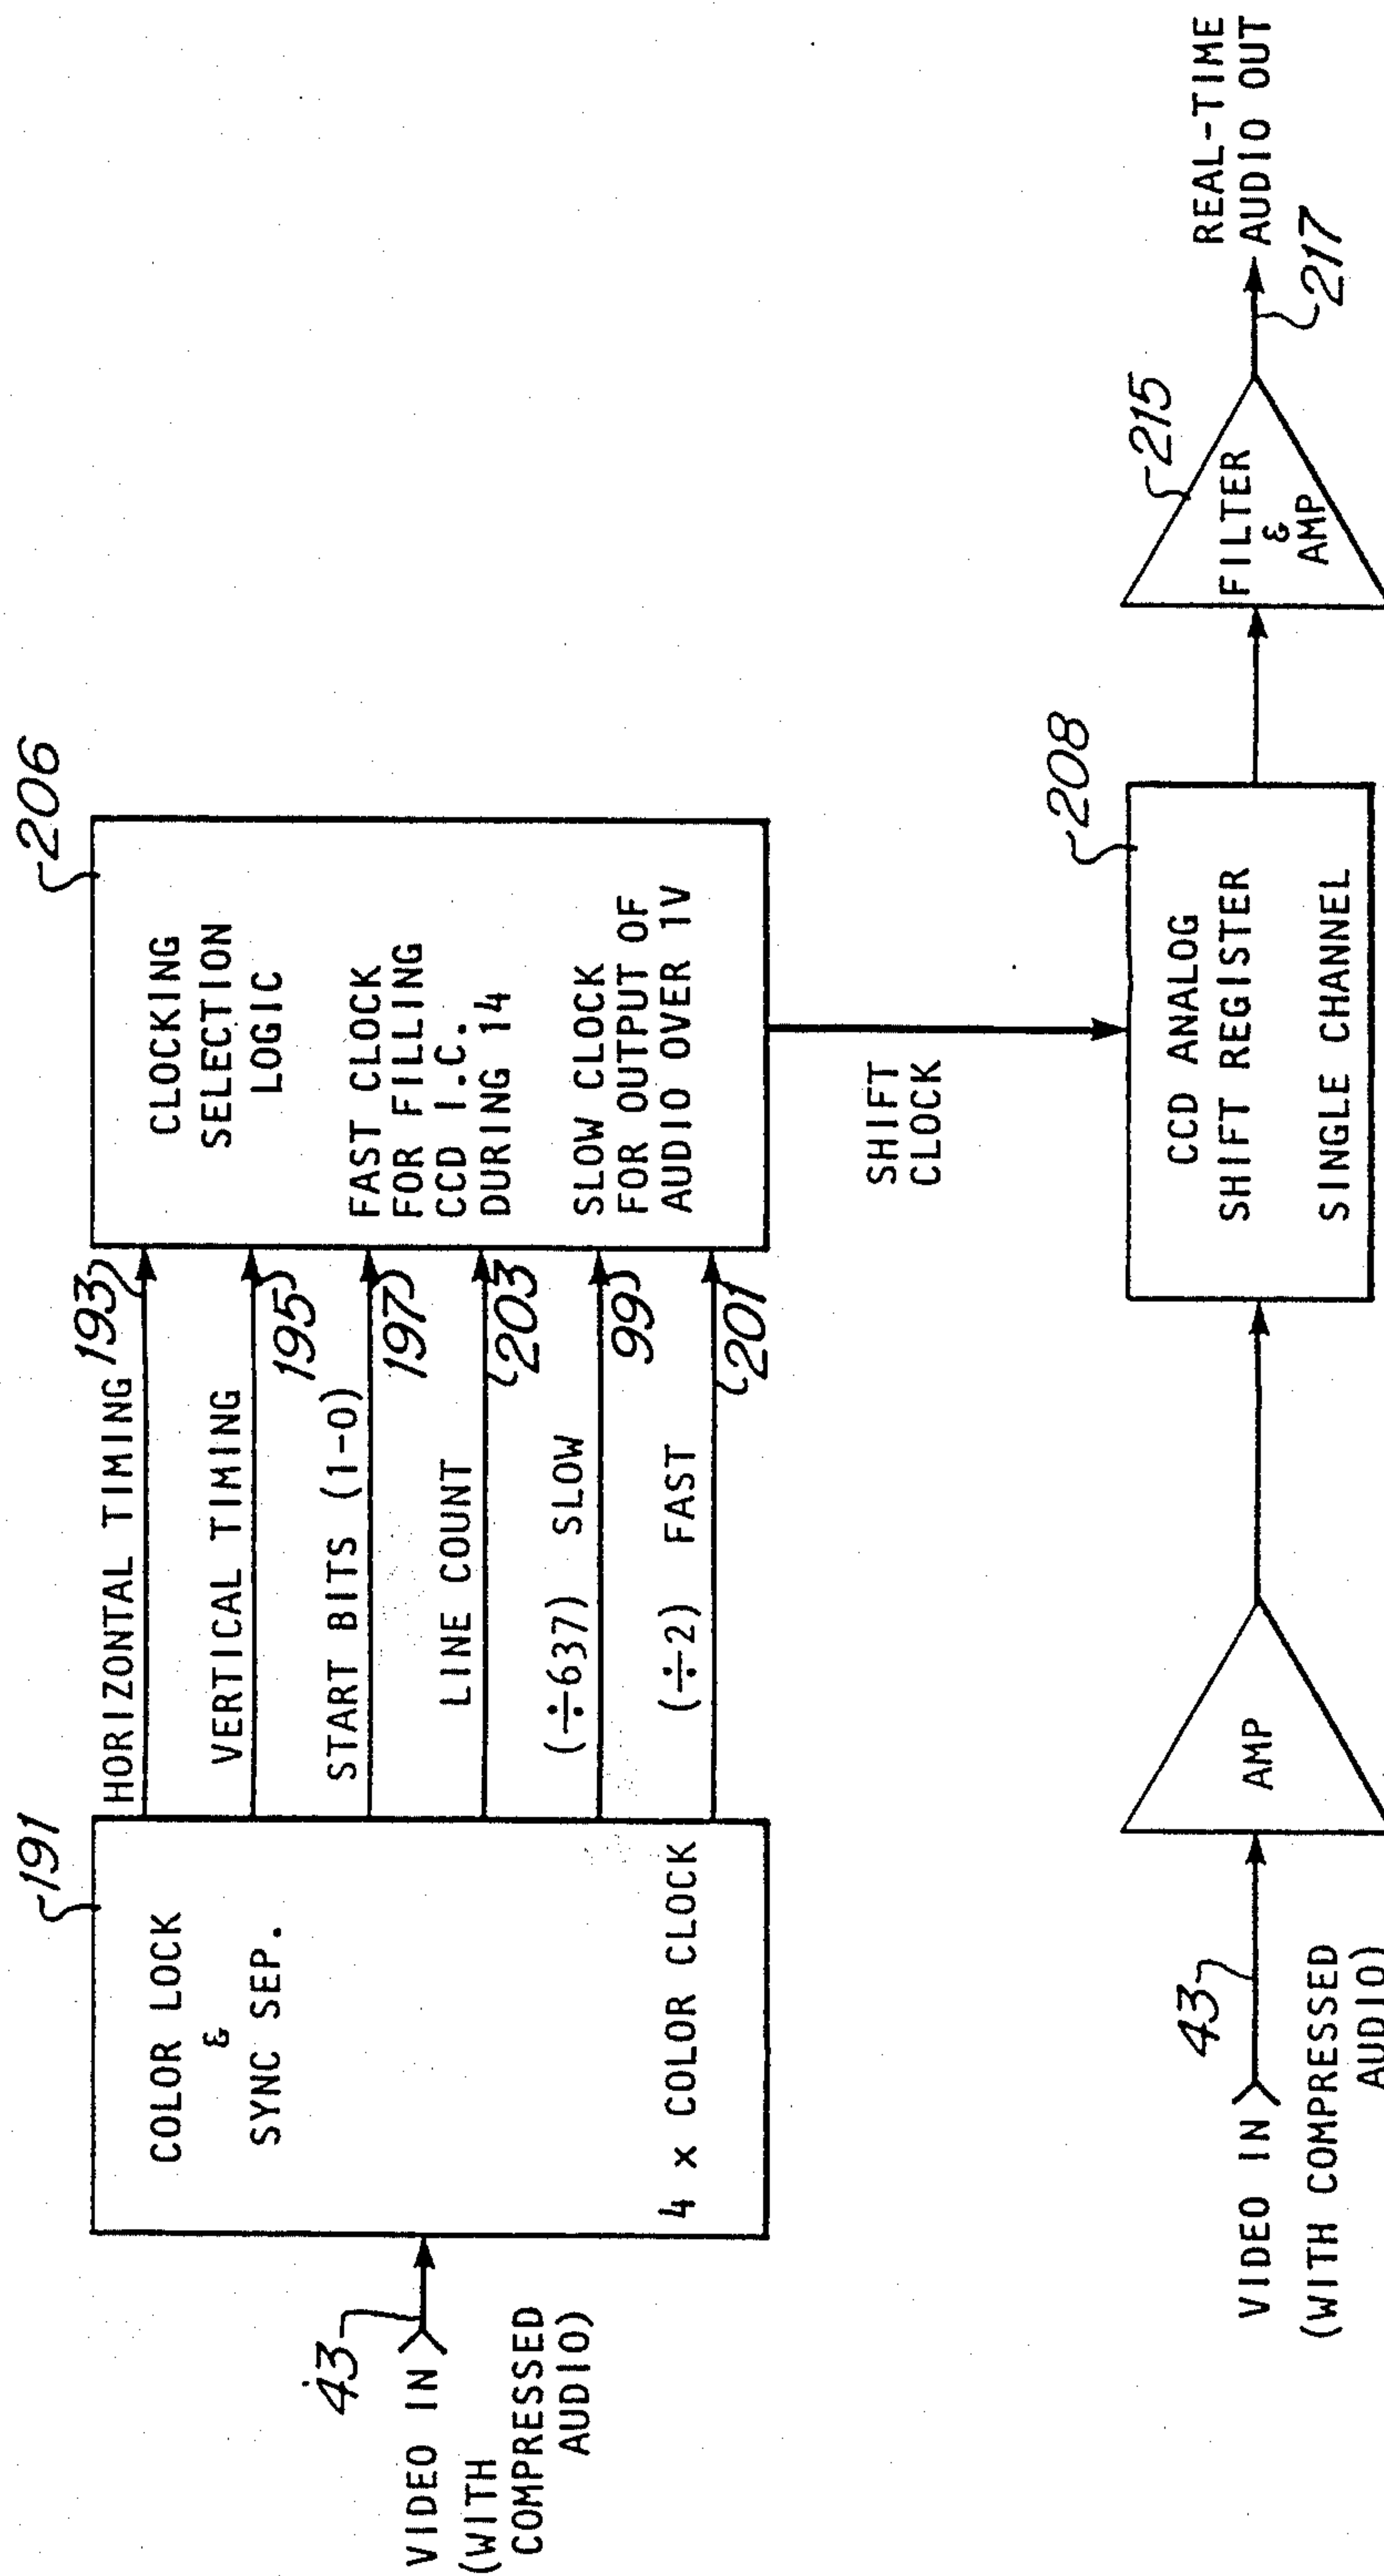 43
VIDEO IN
(WITH
COMPRESSED
AUDIO)
191
COLOR LOCK
&
SYNC SEP.
4 x COLOR CLOCK
HORIZONTAL TIMING
193
VERTICAL TIMING
195
START BITS (1-0)
197
LINE COUNT
203
(÷637) SLOW
99
(÷2) FAST
201
206
CLOCKING
SELECTION
LOGIC
FAST CLOCK
FOR FILLING
CCD I.C.
DURING 14
SLOW CLOCK
FOR OUTPUT OF
AUDIO OVER 1V
SHIFT
CLOCK
43
VIDEO IN
(WITH COMPRESSED
AUDIO)
AMP
208
CCD ANALOG
SHIFT REGISTER
SINGLE CHANNEL
215
FILTER
&
AMP
REAL-TIME
AUDIO OUT
217